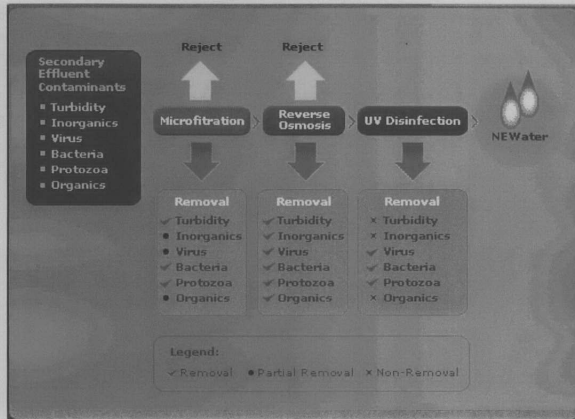 Reject
Reject
Secondary
Effluent
Contaminants
▪ Turbidity
▪ Inorganics
▪ Virus
▪ Bacteria
▪ Protozoa
▪ Organics
Microfitration
Reverse
Osmosis
UV Disinfection
NEWater
Removal
✓ Turbidity
● Inorganics
● Virus
✓ Bacteria
✓ Protozoa
● Organics
Removal
✓ Turbidity
✓ Inorganics
✓ Virus
✓ Bacteria
✓ Protozoa
✓ Organics
Removal
× Turbidity
× Inorganics
✓ Virus
✓ Bacteria
✓ Protozoa
× Organics
Legend:
✓ Removal ● Partial Removal × Non-Removal